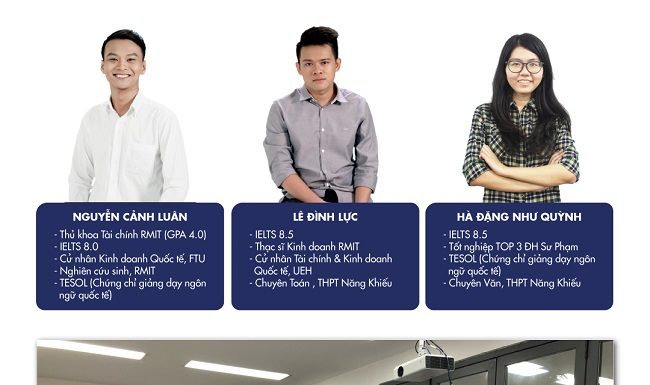 NGUYỄN CẢNH LUÂN
- Thủ khoa Tài chính RMIT (GPA 4.0)
- IELTS 8.0
- Cử nhân Kinh doanh Quốc tế, FTU
- Nghiên cứu sinh, RMIT
- TESOL (Chứng chỉ giảng dạy ngôn
ngữ quốc tế)
LÊ ĐÌNH LỰC
- IELTS 8.5
- Thạc sĩ Kinh doanh RMIT
- Cử nhân Tài chính & Kinh doanh
Quốc tế, UEH
- Chuyên Toán , THPT Năng Khiếu
HÀ ĐẶNG NHƯ QUỲNH
- IELTS 8.5
- Tốt nghiệp TOP 3 ĐH Sư Phạm
- TESOL (Chứng chỉ giảng dạy ngôn
ngữ quốc tế)
- Chuyên Văn, THPT Năng Khiếu